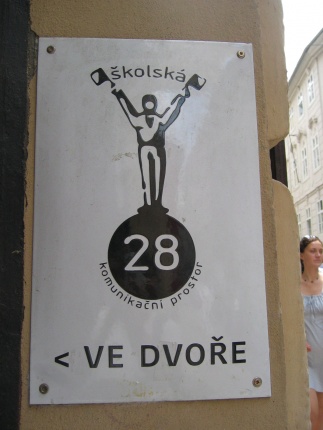 školská
28
komunikační prostor
< VE DVOŘE